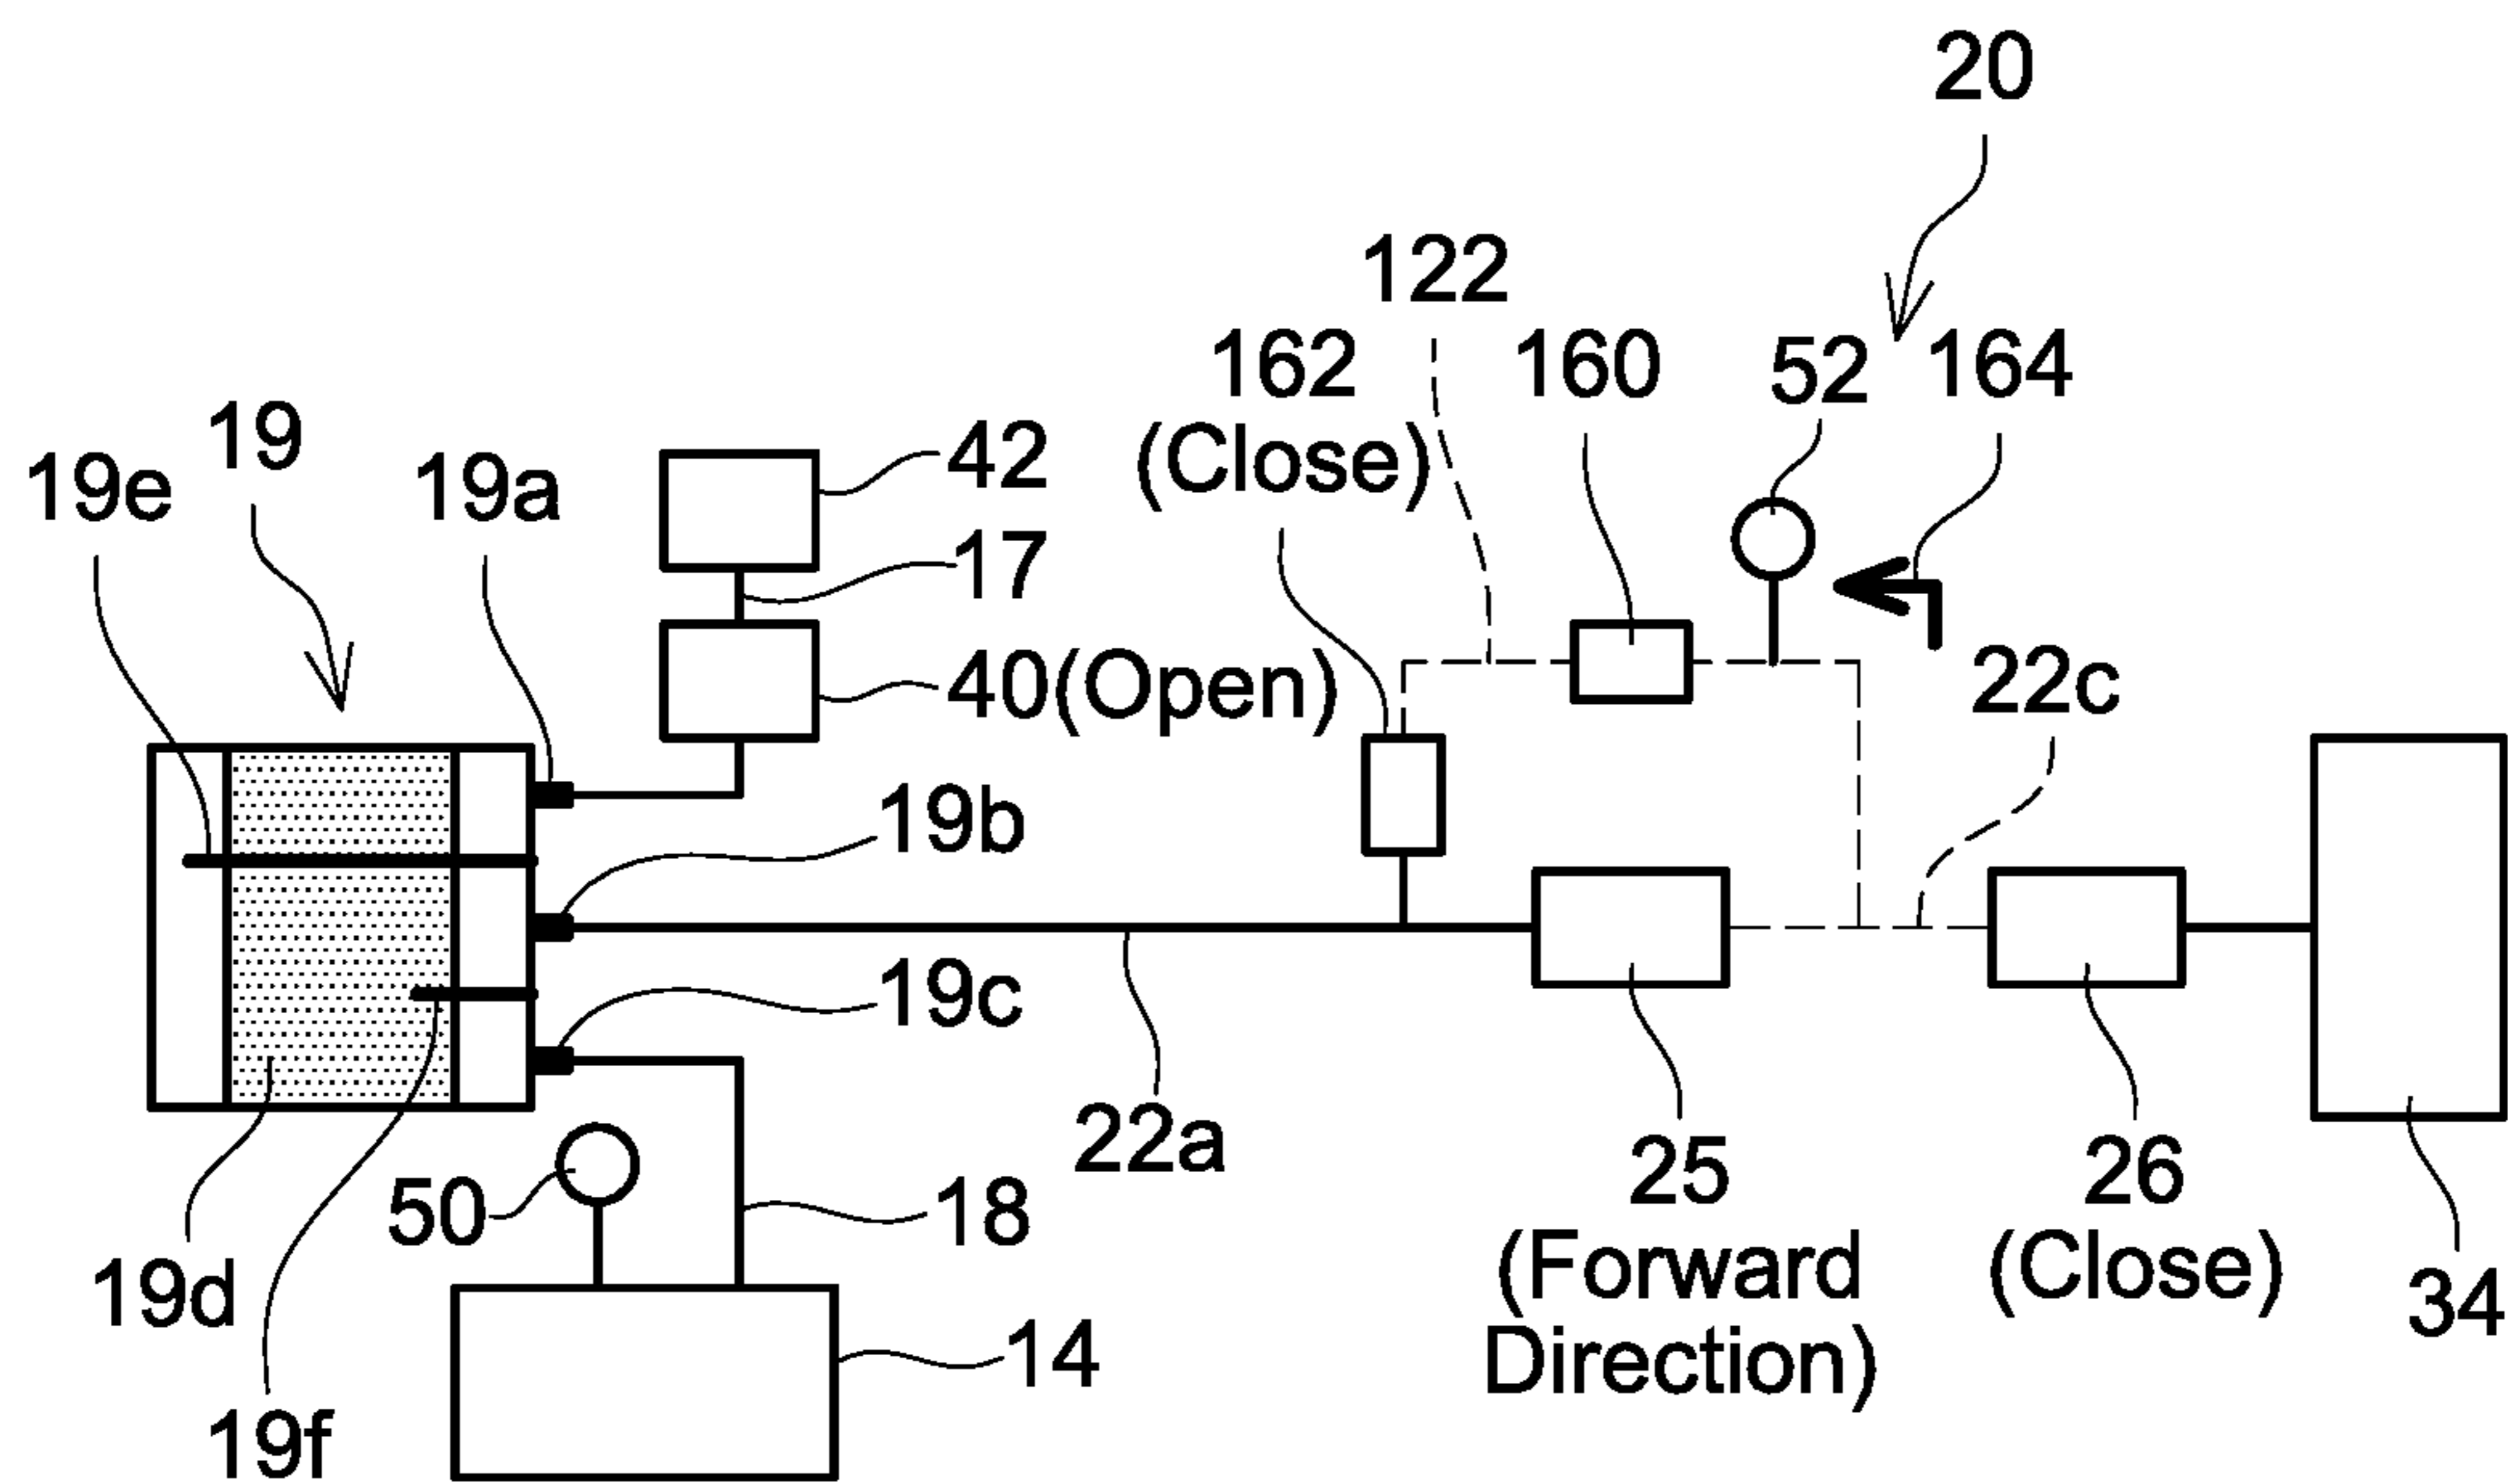 20
122
162
(Close)
160
52
164
19
19e
19a
42
17
40(Open)
22c
19b
19c
22a
25
(Forward
Direction)
26
(Close)
34
50
18
19d
14
19f